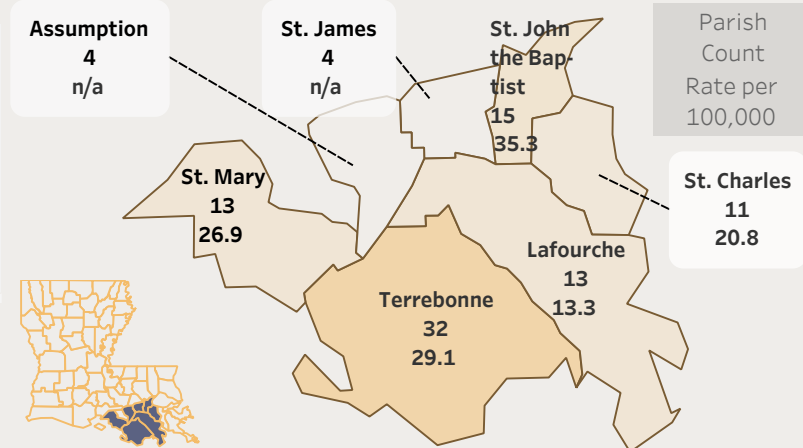 Assumption
4
n/a
St. James
4
n/a
St. John
the Bap-
tist
15
35.3
Parish
Count
Rate per
100,000
St. Mary
13
26.9
St. Charles
11
20.8
Lafourche
13
13.3
Terrebonne
32
29.1